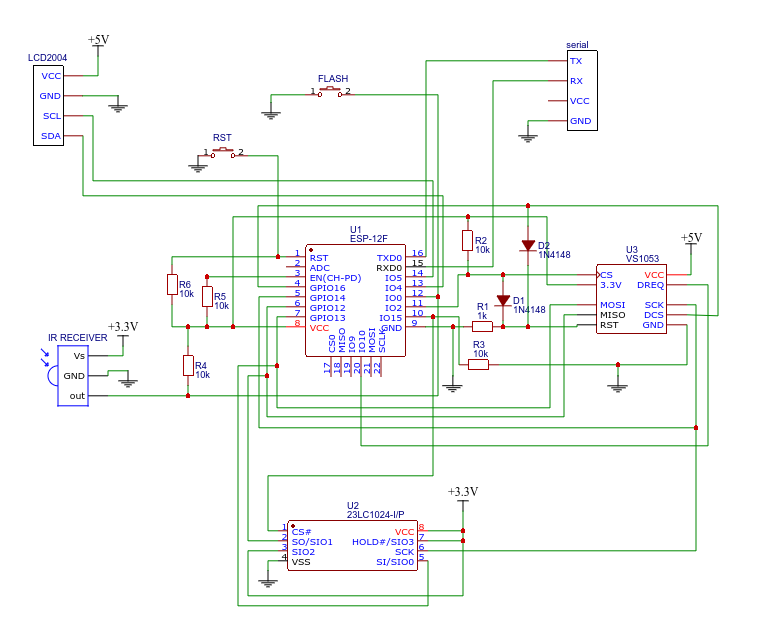 +5V
LCD2004
VCC
GND
SCL
SDA
FLASH
1 2
RST
1 2
serial
TX
RX
VCC
GND
U1
ESP-12F
1 RST
2 ADC
3 EN(CH-PD)
4 GPIO16
5 GPIO14
6 GPIO12
7 GPIO13
8 VCC
TXD0 16
RXD0 15
IO5 14
IO4 13
IO0 12
IO2 11
IO15 10
GND 9
CS0 17
MISO 18
IO9 19
IO10 20
MOSI 21
SCLK 22
R6
10k
R5
10k
R4
10k
R2
10k
R1
1k
R3
10k
D2
1N4148
D1
1N4148
+5V
U3
VS1053
CS
3.3V
MOSI
MISO
RST
VCC
DREQ
SCK
DCS
GND
+3.3V
IR RECEIVER
Vs
GND
out
+3.3V
U2
23LC1024-I/P
1 CS#
2 SO/SIO1
3 SIO2
4 VSS
VCC 8
HOLD#/SIO3 7
SCK 6
SI/SIO0 5